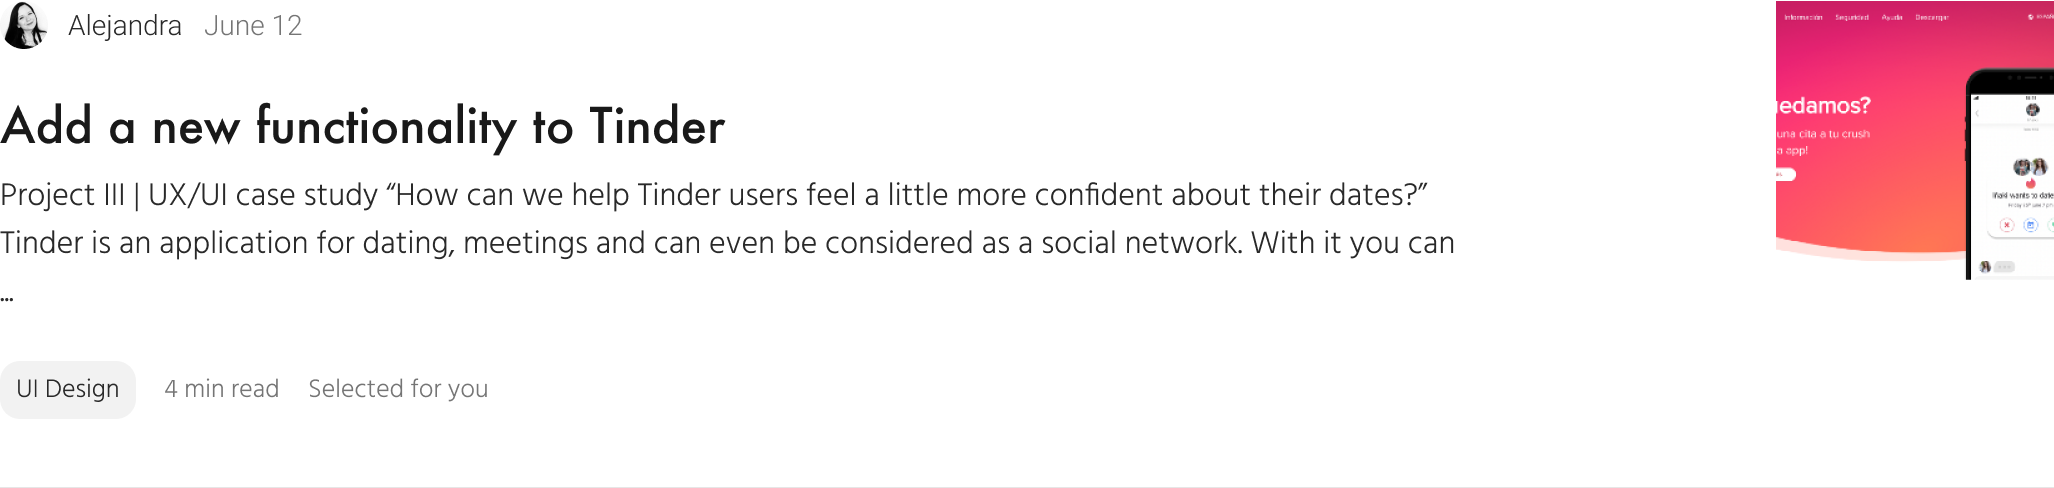 Alejandra June 12
Add a new functionality to Tinder
Project III | UX/UI case study “How can we help Tinder users feel a little more confident about their dates?”
Tinder is an application for dating, meetings and can even be considered as a social network. With it you can
...
UI Design 4 min read Selected for you
Información Seguridad Ayuda Descargar
uedamos?
una cita a tu crush
a app!
Iñaki wants to date